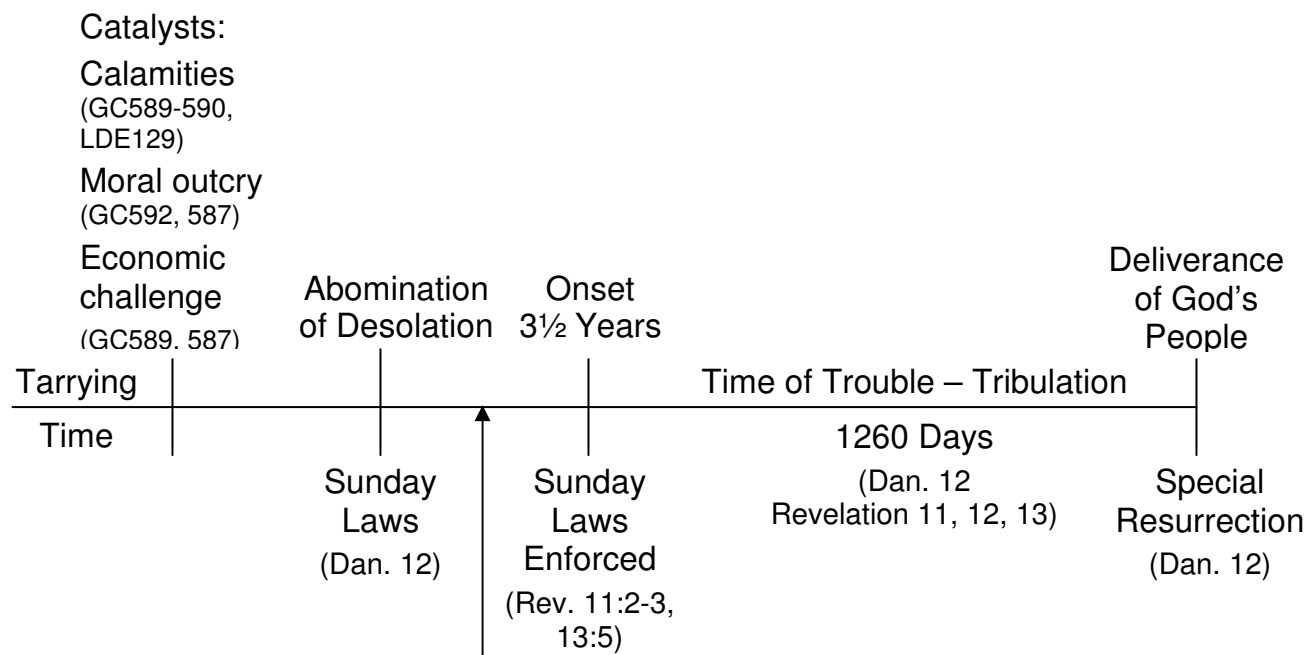 Catalysts:
Calamities
(GC589-590,
LDE129)
Moral outcry
(GC592, 587)
Economic
challenge
(GC589, 587)
Abomination
of Desolation
Onset
3½ Years
Deliverance
of God's
People
Tarrying
Time
Time of Trouble – Tribulation
1260 Days
(Dan. 12
Revelation 11, 12, 13)
Sunday
Laws
(Dan. 12)
Sunday
Laws
Enforced
(Rev. 11:2-3,
13:5)
Special
Resurrection
(Dan. 12)